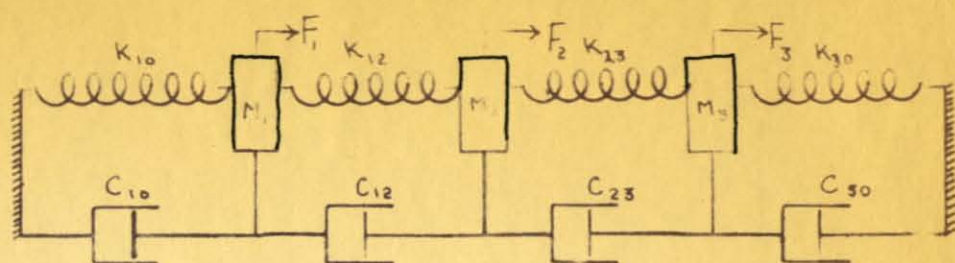 F₁ F₂ F₃
K₁₀ K₁₂ K₂₃ K₃₀
M₁ M₂ M₃
C₁₀ C₁₂ C₂₃ C₃₀